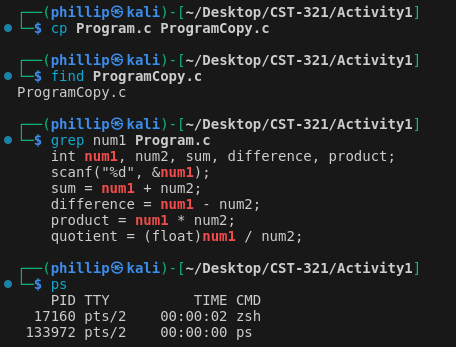 ┌──(phillip㉿kali)-[~/Desktop/CST-321/Activity1]
└─$ cp Program.c ProgramCopy.c
┌──(phillip㉿kali)-[~/Desktop/CST-321/Activity1]
└─$ find ProgramCopy.c
ProgramCopy.c
┌──(phillip㉿kali)-[~/Desktop/CST-321/Activity1]
└─$ grep num1 Program.c
    int num1, num2, sum, difference, product;
    scanf("%d", &num1);
    sum = num1 + num2;
    difference = num1 - num2;
    product = num1 * num2;
    quotient = (float)num1 / num2;
┌──(phillip㉿kali)-[~/Desktop/CST-321/Activity1]
└─$ ps
    PID TTY          TIME CMD
  17160 pts/2    00:00:02 zsh
 133972 pts/2    00:00:00 ps